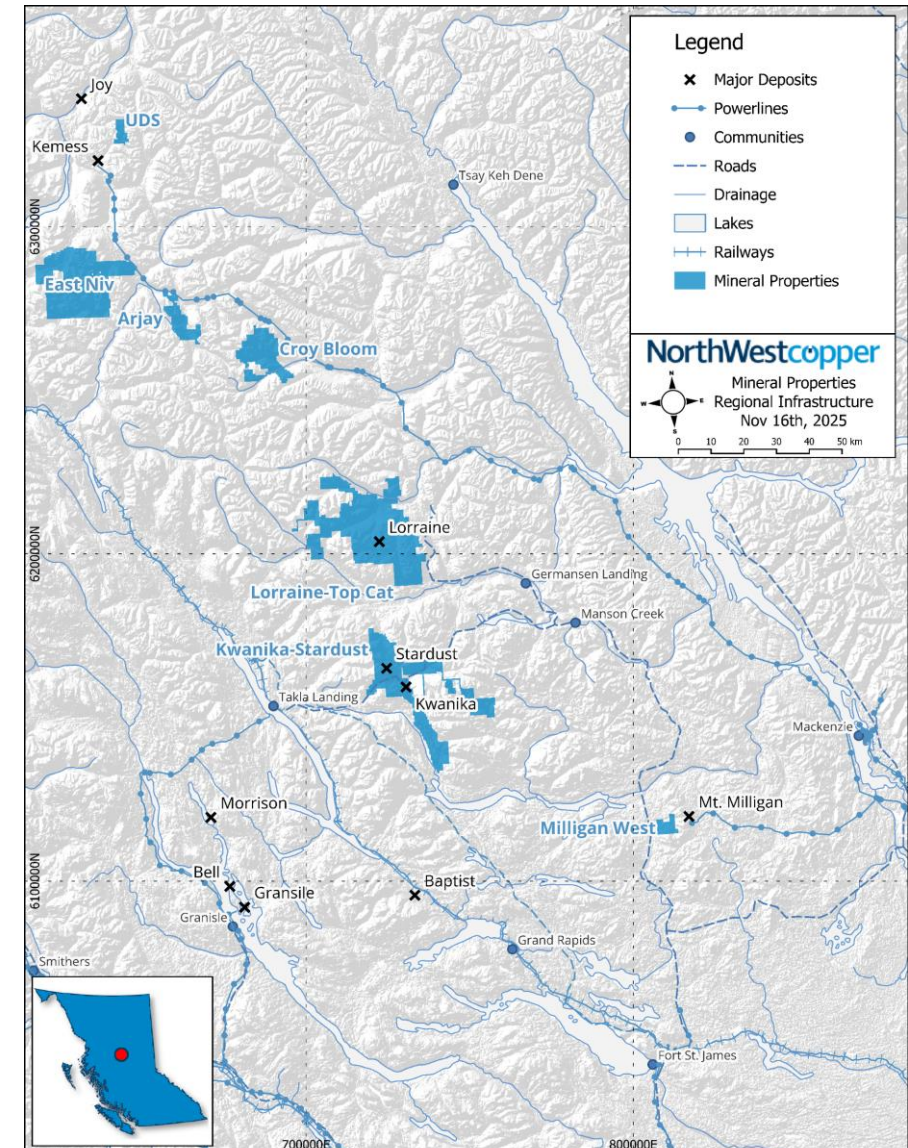 Legend
Major Deposits
Powerlines
Communities
Roads
Drainage
Lakes
Railways
Mineral Properties
NorthWestcopper
Mineral Properties
Regional Infrastructure
Nov 16th, 2025
N
W
E
S
0 10 20 30 40 50 km
Joy
UDS
Kemess
Tsay Keh Dene
6300000N
East Niv
Arjay
Croy Bloom
Lorraine
6200000N
Germansen Landing
Lorraine-Top Cat
Manson Creek
Kwanika-Stardust
Stardust
Kwanika
Takla Landing
Mackenzie
Morrison
Mt. Milligan
Milligan West
6100000N
Bell
Baptist
Gransile
Granisle
Grand Rapids
Smithers
Fort St. James
700000E
800000E